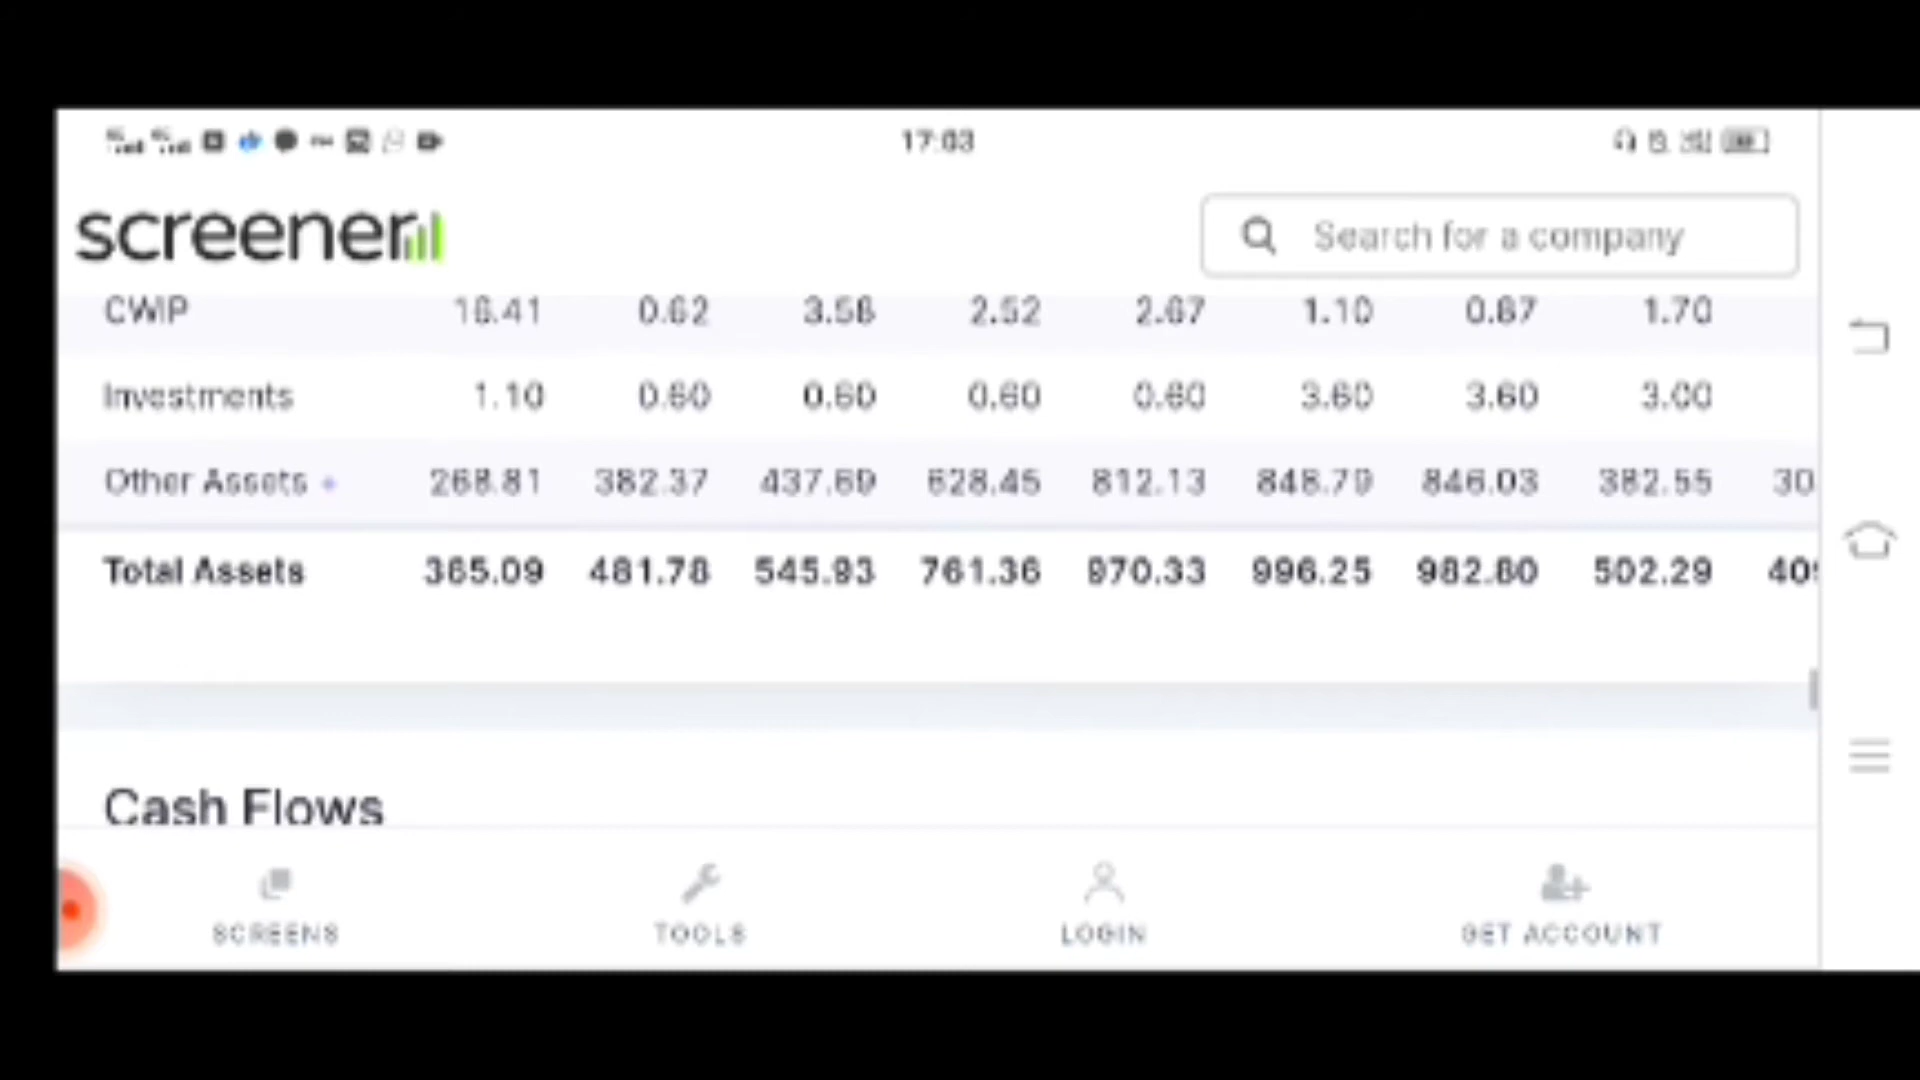 17:03
screener
Search for a company
CWIP 16.41 0.62 3.56 2.52 2.67 1.10 0.87 1.70
Investments 1.10 0.60 0.60 0.60 0.60 3.60 3.60 3.00
Other Assets + 268.81 382.37 437.69 628.45 812.13 848.79 846.03 382.55 30
Total Assets 365.09 481.78 545.93 761.36 970.33 996.25 982.80 502.29
Cash Flows
SCREENS TOOLS LOGIN GET ACCOUNT